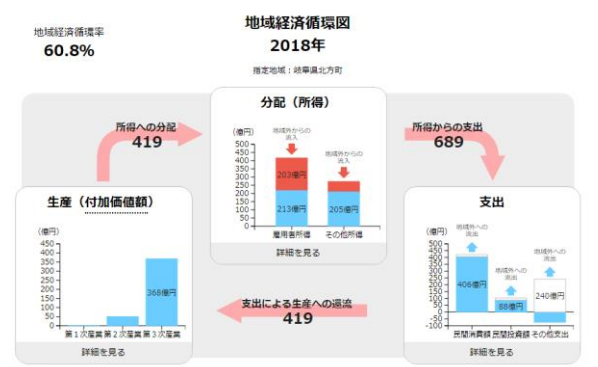 地域経済循環率
60.8%
地域経済循環図
2018年
指定地域：岐阜県北方町
所得への分配
419
分配（所得）
（億円）
地域外からの
流入
地域外からの
流入
500
450
400
350
300
250
200
150
100
50
0
203億円
213億円
205億円
雇用者所得
その他所得
詳細を見る
所得からの支出
689
生産（付加価値額）
（億円）
450
400
350
300
250
200
150
100
50
0
368億円
第１次産業
第２次産業
第３次産業
詳細を見る
支出による生産への還流
419
支出
（億円）
地域外への
流出
地域外への
流出
地域外への
流出
500
450
400
350
300
250
200
150
100
50
0
-50
-100
406億円
88億円
240億円
民間消費額
民間投資額
その他支出
詳細を見る